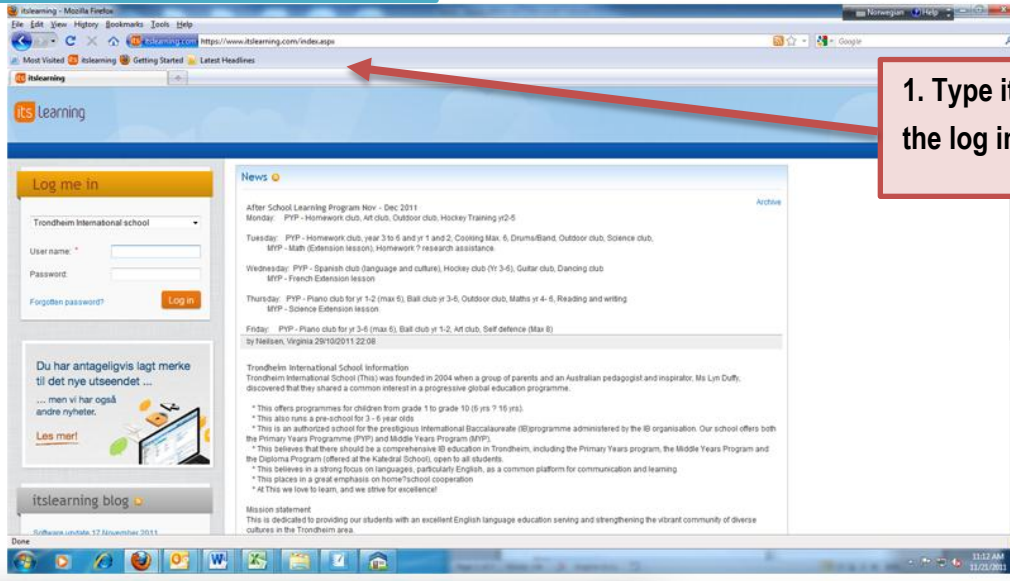 itslearning - Mozilla Firefox
Norwegian Help
File Edit View History Bookmarks Tools Help
itslearning.com https://www.itslearning.com/index.aspx
Google
Most Visited itslearning Getting Started Latest Headlines
itslearning
its learning
1. Type it
the log in
Log me in
Trondheim International school
User name: *
Password:
Forgotten password?
Log in
Du har antageligvis lagt merke
til det nye utseendet ...
... men vi har også
andre nyheter.
Les mer!
itslearning blog
Software update 17 November 2011
News
Archive
After School Learning Program Nov - Dec 2011
Monday: PYP - Homework club, Art club, Outdoor club, Hockey Training yr2-5
Tuesday: PYP - Homework club, year 3 to 6 and yr 1 and 2, Cooking Max. 6, Drums/Band, Outdoor club, Science club,
MYP - Math (Extension lesson), Homework ? research assistance.
Wednesday: PYP - Spanish club (language and culture), Hockey club (Yr 3-6), Guitar club, Dancing club
MYP - French Extension lesson
Thursday: PYP - Piano club for yr 1-2 (max 6), Ball club yr 3-6, Outdoor club, Maths yr 4- 6, Reading and writing
MYP - Science Extension lesson
Friday: PYP - Piano club for yr 3-6 (max 6), Ball club yr 1-2, Art club, Self defence (Max 8)
by Neilsen, Virginia 29/10/2011 22:08
Trondheim International School Information
Trondheim International School (This) was founded in 2004 when a group of parents and an Australian pedagogist and inspirator, Ms Lyn Duffy,
discovered that they shared a common interest in a progressive global education programme.
* This offers programmes for children from grade 1 to grade 10 (6 yrs ? 16 yrs).
* This also runs a pre-school for 3 - 6 year olds
* This is an authorized school for the prestigious International Baccalaureate (IB)programme administered by the IB organisation. Our school offers both
the Primary Years Programme (PYP) and Middle Years Program (MYP).
* This believes that there should be a comprehensive IB education in Trondheim, including the Primary Years program, the Middle Years Program and
the Diploma Program (offered at the Katedral School), open to all students.
* This believes in a strong focus on languages, particularly English, as a common platform for communication and learning
* This places in a great emphasis on home?school cooperation
* At This we love to learn, and we strive for excellence!
Mission statement
This is dedicated to providing our students with an excellent English language education serving and strengthening the vibrant community of diverse
cultures in the Trondheim area.
Done
11:12 AM
11/21/2011